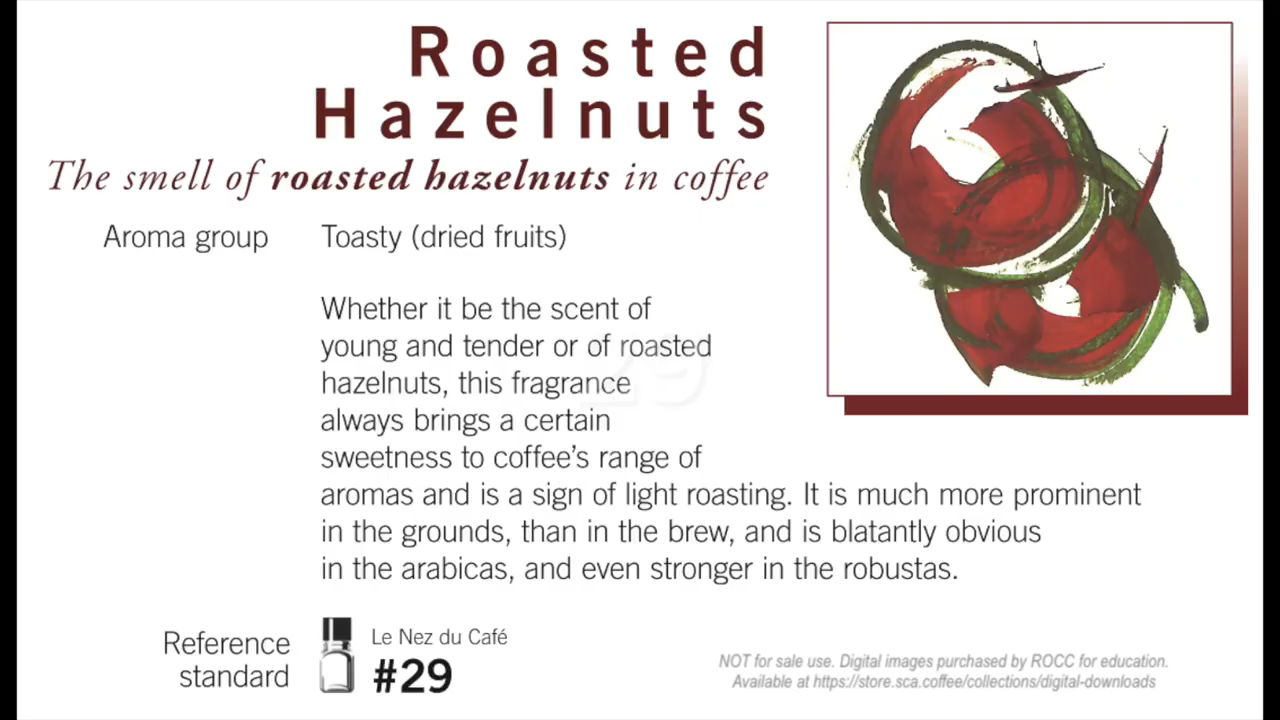 Roasted
Hazelnuts
The smell of roasted hazelnuts in coffee
Aroma group
Toasty (dried fruits)
Whether it be the scent of
young and tender or of roasted
hazelnuts, this fragrance
always brings a certain
sweetness to coffee’s range of
aromas and is a sign of light roasting. It is much more prominent
in the grounds, than in the brew, and is blatantly obvious
in the arabicas, and even stronger in the robustas.
29
Reference
standard
Le Nez du Café
#29
NOT for sale use. Digital images purchased by ROCC for education.
Available at https://store.sca.coffee/collections/digital-downloads